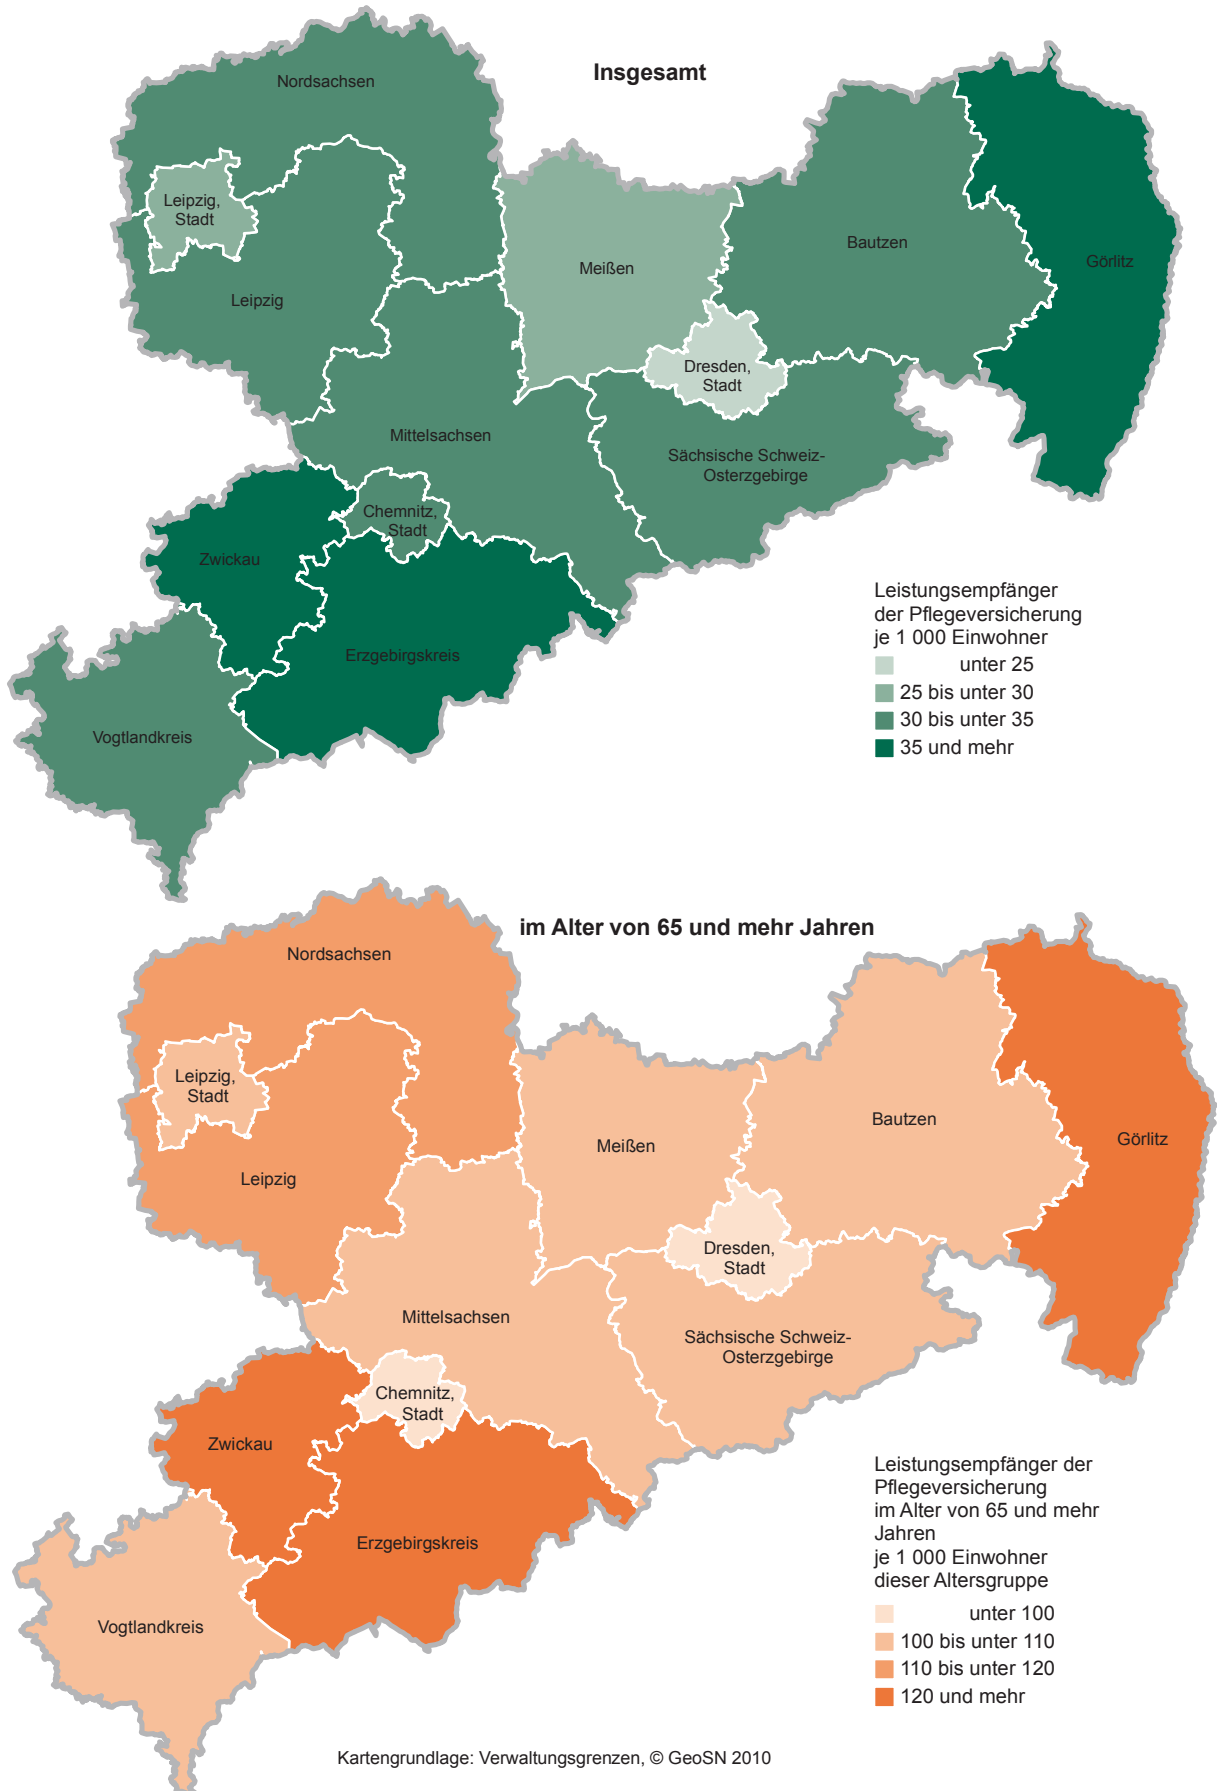 Insgesamt
Nordsachsen
Leipzig,
Stadt
Leipzig
Meißen
Bautzen
Görlitz
Dresden,
Stadt
Mittelsachsen
Sächsische Schweiz-
Osterzgebirge
Chemnitz,
Stadt
Zwickau
Erzgebirgskreis
Vogtlandkreis
Leistungsempfänger
der Pflegeversicherung
je 1 000 Einwohner
unter 25
25 bis unter 30
30 bis unter 35
35 und mehr
im Alter von 65 und mehr Jahren
Nordsachsen
Leipzig,
Stadt
Leipzig
Meißen
Bautzen
Görlitz
Dresden,
Stadt
Mittelsachsen
Sächsische Schweiz-
Osterzgebirge
Chemnitz,
Stadt
Zwickau
Erzgebirgskreis
Vogtlandkreis
Leistungsempfänger der
Pflegeversicherung
im Alter von 65 und mehr
Jahren
je 1 000 Einwohner
dieser Altersgruppe
unter 100
100 bis unter 110
110 bis unter 120
120 und mehr
Kartengrundlage: Verwaltungsgrenzen, © GeoSN 2010